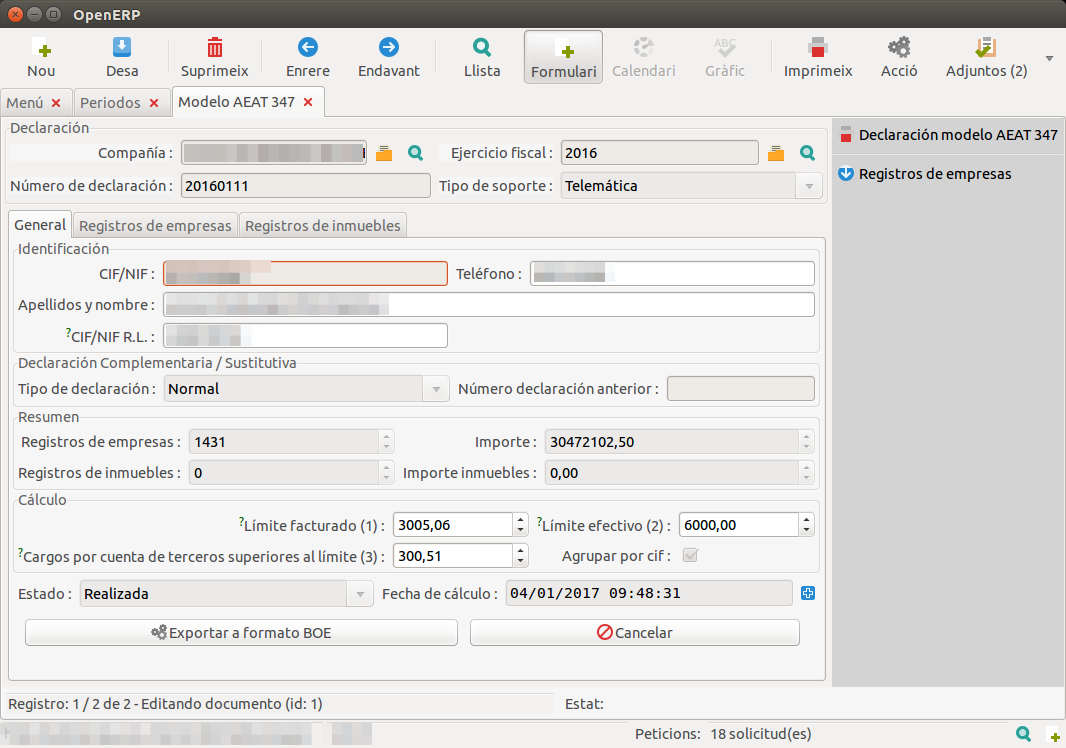 OpenERP
Nou Desa Suprimeix Enrere Endavant Llista Formulari Calendari Gràfic Imprimeix Acció Adjuntos (2)
Menú Periodos Modelo AEAT 347
Declaración
Compañía : Ejercicio fiscal : 2016
Número de declaración : 20160111 Tipo de soporte : Telemática
Declaración modelo AEAT 347
Registros de empresas
General Registros de empresas Registros de inmuebles
Identificación
CIF/NIF : Teléfono :
Apellidos y nombre :
?CIF/NIF R.L. :
Declaración Complementaria / Sustitutiva
Tipo de declaración : Normal Número declaración anterior :
Resumen
Registros de empresas : 1431 Importe : 30472102,50
Registros de inmuebles : 0 Importe inmuebles : 0,00
Cálculo
?Límite facturado (1) : 3005,06 ?Límite efectivo (2) : 6000,00
?Cargos por cuenta de terceros superiores al límite (3) : 300,51 Agrupar por cif :
Estado : Realizada Fecha de cálculo : 04/01/2017 09:48:31
Exportar a formato BOE Cancelar
Registro: 1 / 2 de 2 - Editando documento (id: 1) Estat:
Peticions: 18 solicitud(es)